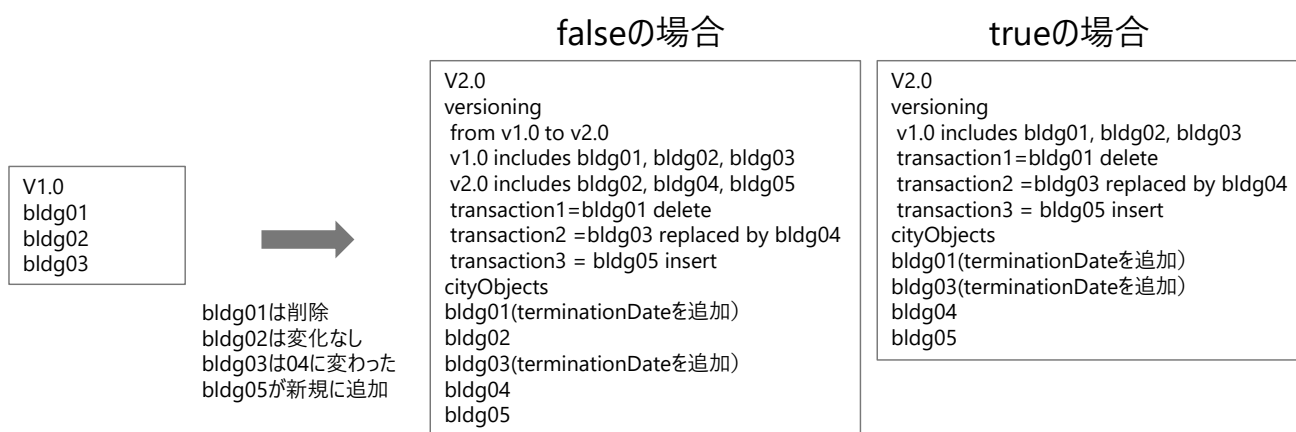 V1.0
bldg01
bldg02
bldg03
bldg01は削除
bldg02は変化なし
bldg03は04に変わった
bldg05が新規に追加
falseの場合
V2.0
versioning
from v1.0 to v2.0
v1.0 includes bldg01, bldg02, bldg03
v2.0 includes bldg02, bldg04, bldg05
transaction1=bldg01 delete
transaction2 =bldg03 replaced by bldg04
transaction3 = bldg05 insert
cityObjects
bldg01(terminationDateを追加）
bldg02
bldg03(terminationDateを追加）
bldg04
bldg05
trueの場合
V2.0
versioning
v1.0 includes bldg01, bldg02, bldg03
transaction1=bldg01 delete
transaction2 =bldg03 replaced by bldg04
transaction3 = bldg05 insert
cityObjects
bldg01(terminationDateを追加）
bldg03(terminationDateを追加）
bldg04
bldg05